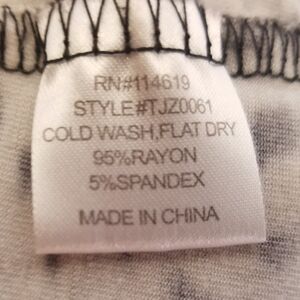 RN#114619
STYLE#TJZ0061
COLD WASH,FLAT DRY
95%RAYON
5%SPANDEX
MADE IN CHINA